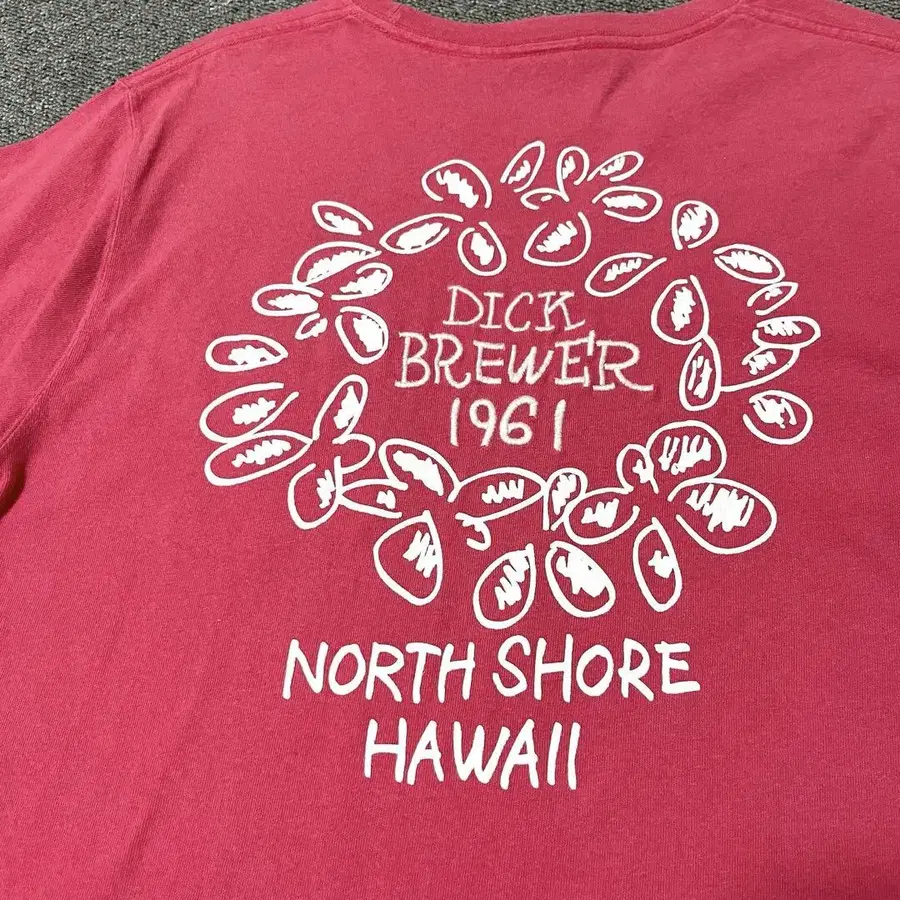 DICK
BREWER
1961
NORTH SHORE
HAWAII